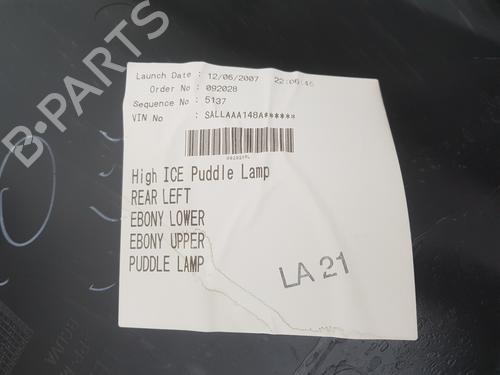 B-PARTS
Launch Date : 12/06/2007 22:06:46
Order No : 092028
Sequence No : 5137
VIN No : SALLAAA148A******
High ICE Puddle Lamp
REAR LEFT
EBONY LOWER
EBONY UPPER
PUDDLE LAMP
LA 21